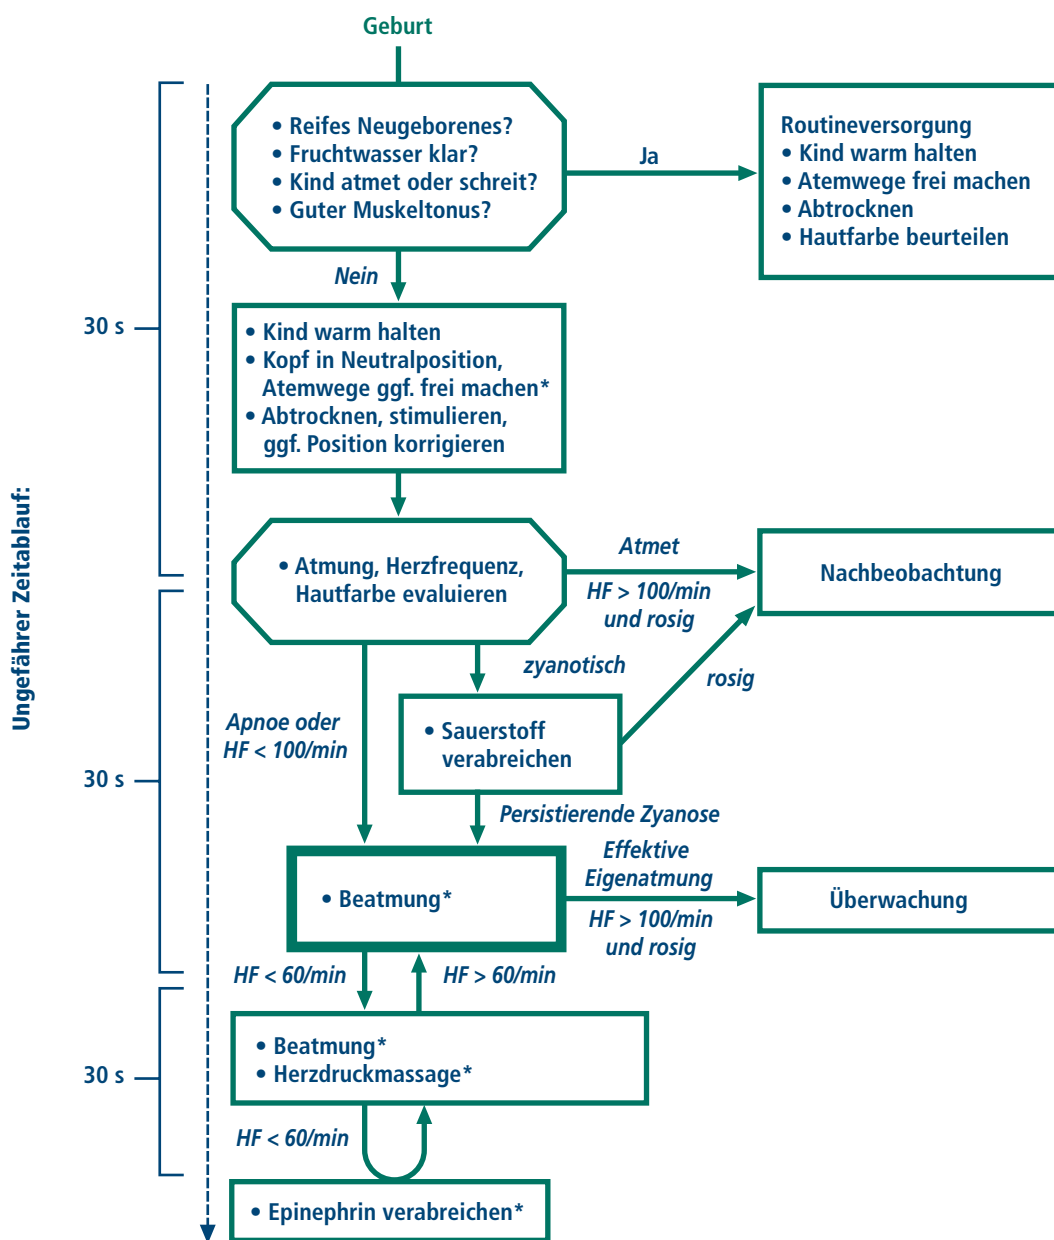 Geburt
• Reifes Neugeborenes?
• Fruchtwasser klar?
• Kind atmet oder schreit?
• Guter Muskeltonus?
Ja
Routineversorgung
• Kind warm halten
• Atemwege frei machen
• Abtrocknen
• Hautfarbe beurteilen
Nein
30 s
• Kind warm halten
• Kopf in Neutralposition,
Atemwege ggf. frei machen*
• Abtrocknen, stimulieren,
ggf. Position korrigieren
Ungefährer Zeitablauf:
• Atmung, Herzfrequenz,
Hautfarbe evaluieren
Atmet
HF > 100/min
und rosig
Nachbeobachtung
zyanotisch
rosig
Apnoe oder
HF < 100/min
• Sauerstoff
verabreichen
30 s
Persistierende Zyanose
• Beatmung*
Effektive
Eigenatmung
HF > 100/min
und rosig
Überwachung
HF < 60/min
HF > 60/min
30 s
• Beatmung*
• Herzdruckmassage*
HF < 60/min
• Epinephrin verabreichen*